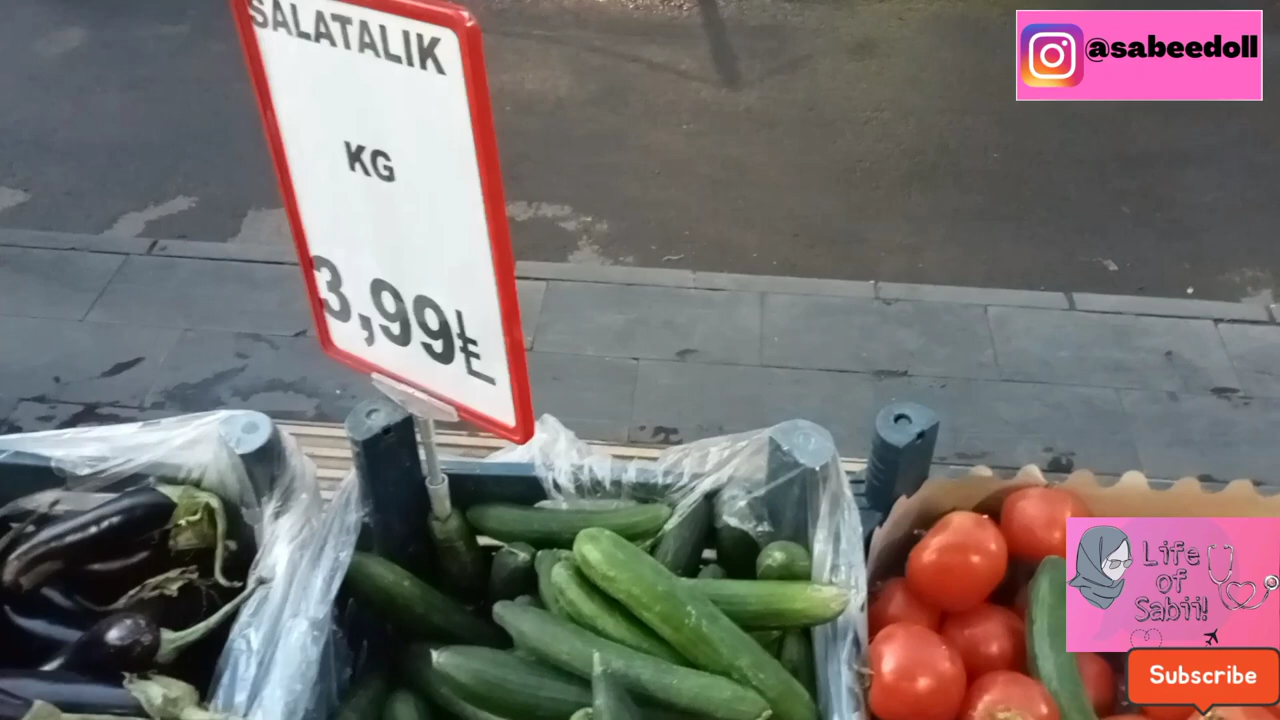 SALATALIK
KG
3,99₺
@sabeedoll
Life
of
Sabii!
Subscribe